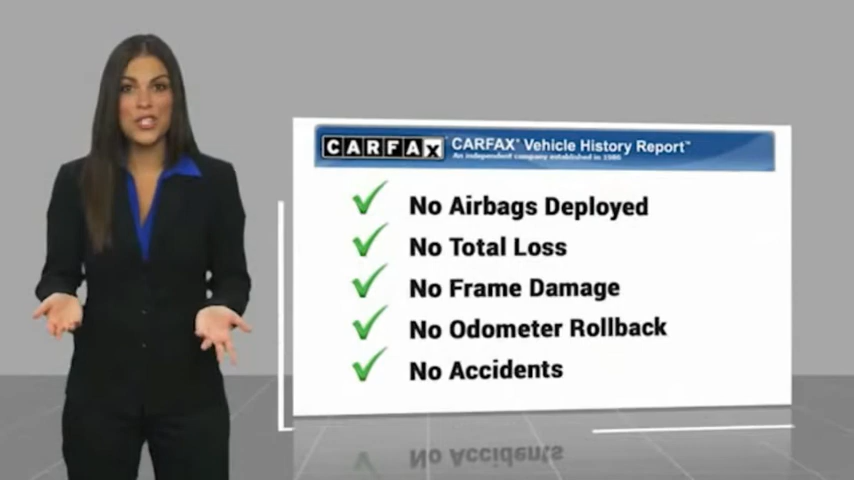 CARFAX CARFAX® Vehicle History Report™
An independent company established in 1986
No Airbags Deployed
No Total Loss
No Frame Damage
No Odometer Rollback
No Accidents
No Accidents